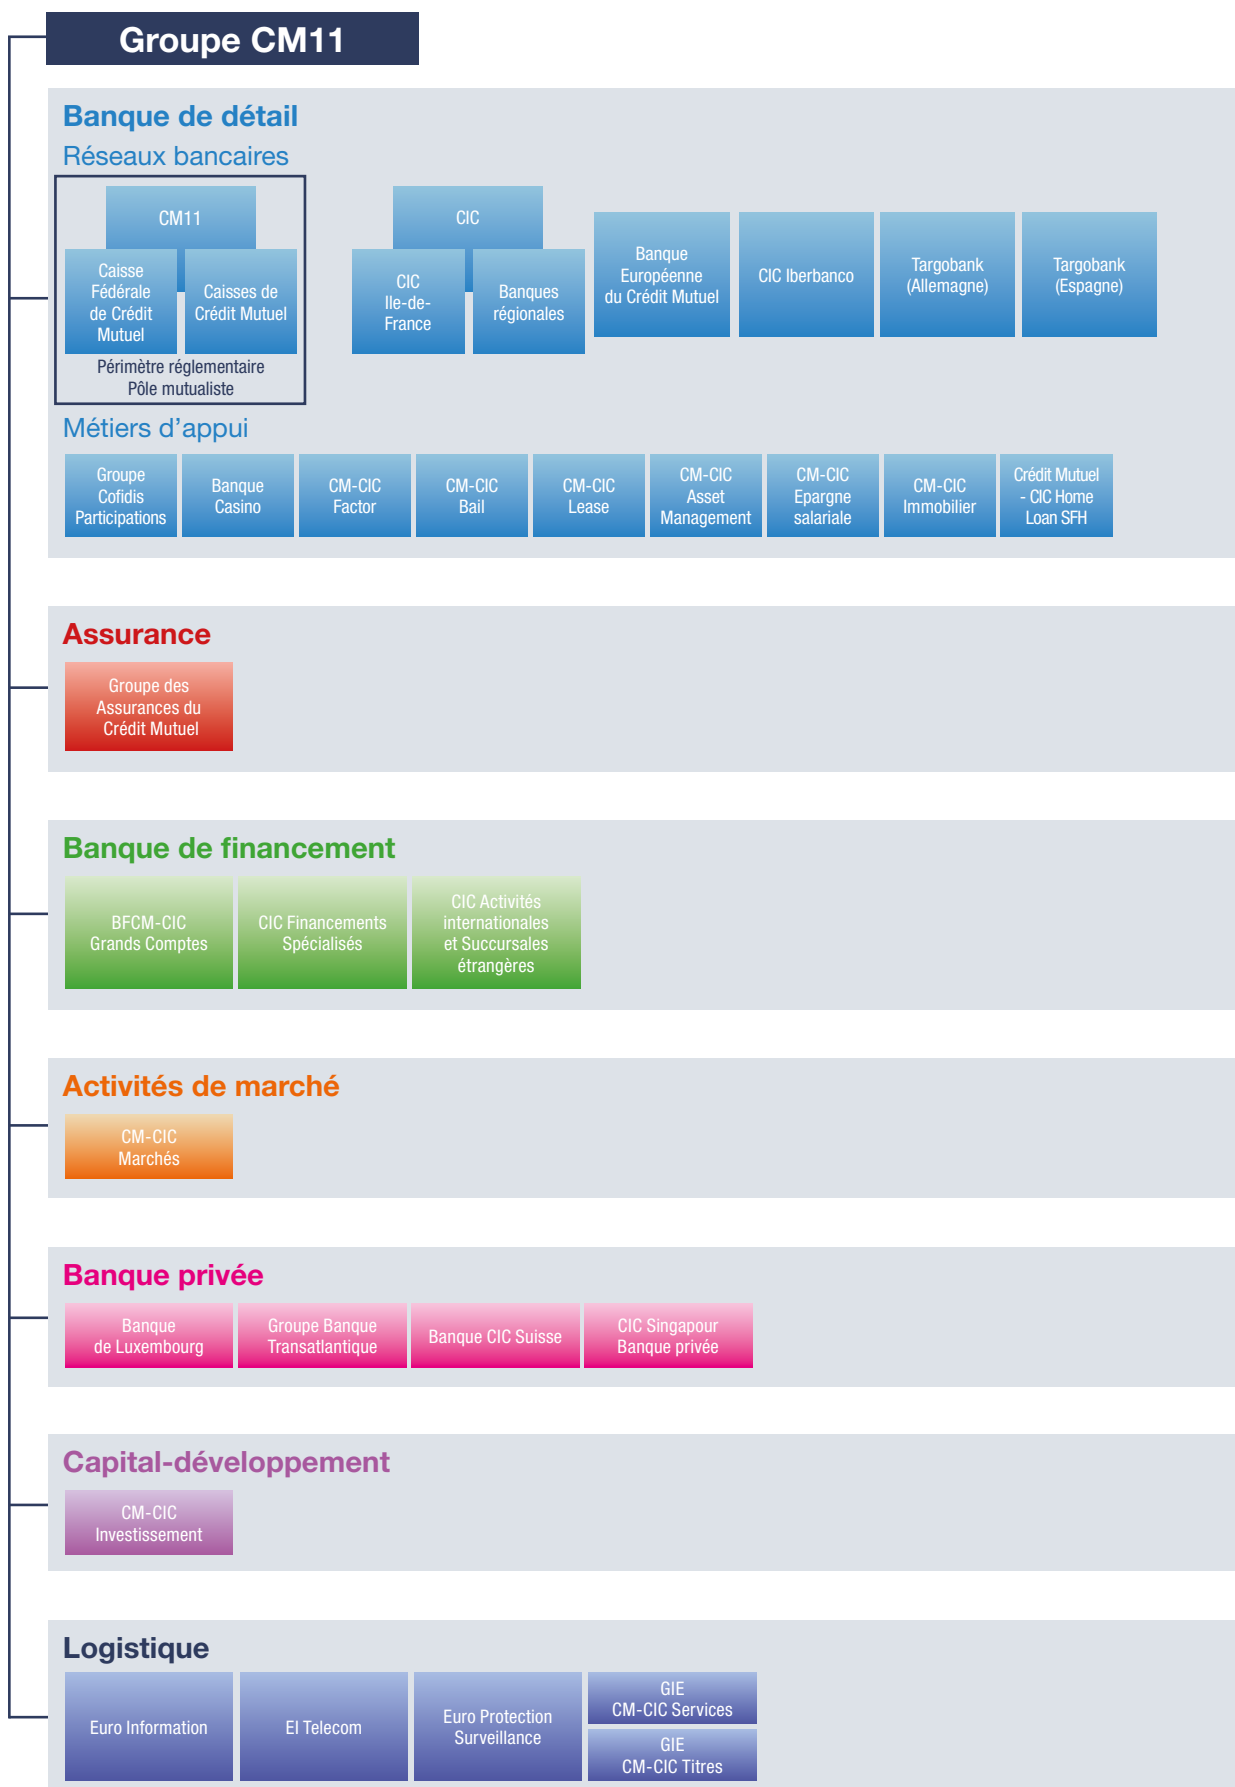 Groupe CM11
Banque de détail
Réseaux bancaires
CM11
Caisse
Fédérale
de Crédit
Mutuel
Caisses de
Crédit Mutuel
Périmètre réglementaire
Pôle mutualiste
CIC
CIC
Ile-de-
France
Banques
régionales
Banque
Européenne
du Crédit Mutuel
CIC Iberbanco
Targobank
(Allemagne)
Targobank
(Espagne)
Métiers d'appui
Groupe
Cofidis
Participations
Banque
Casino
CM-CIC
Factor
CM-CIC
Bail
CM-CIC
Lease
CM-CIC
Asset
Management
CM-CIC
Epargne
salariale
CM-CIC
Immobilier
Crédit Mutuel
- CIC Home
Loan SFH
Assurance
Groupe des
Assurances du
Crédit Mutuel
Banque de financement
BFCM-CIC
Grands Comptes
CIC Financements
Spécialisés
CIC Activités
internationales
et Succursales
étrangères
Activités de marché
CM-CIC
Marchés
Banque privée
Banque
de Luxembourg
Groupe Banque
Transatlantique
Banque CIC Suisse
CIC Singapour
Banque privée
Capital-développement
CM-CIC
Investissement
Logistique
Euro Information
EI Telecom
Euro Protection
Surveillance
GIE
CM-CIC Services
GIE
CM-CIC Titres